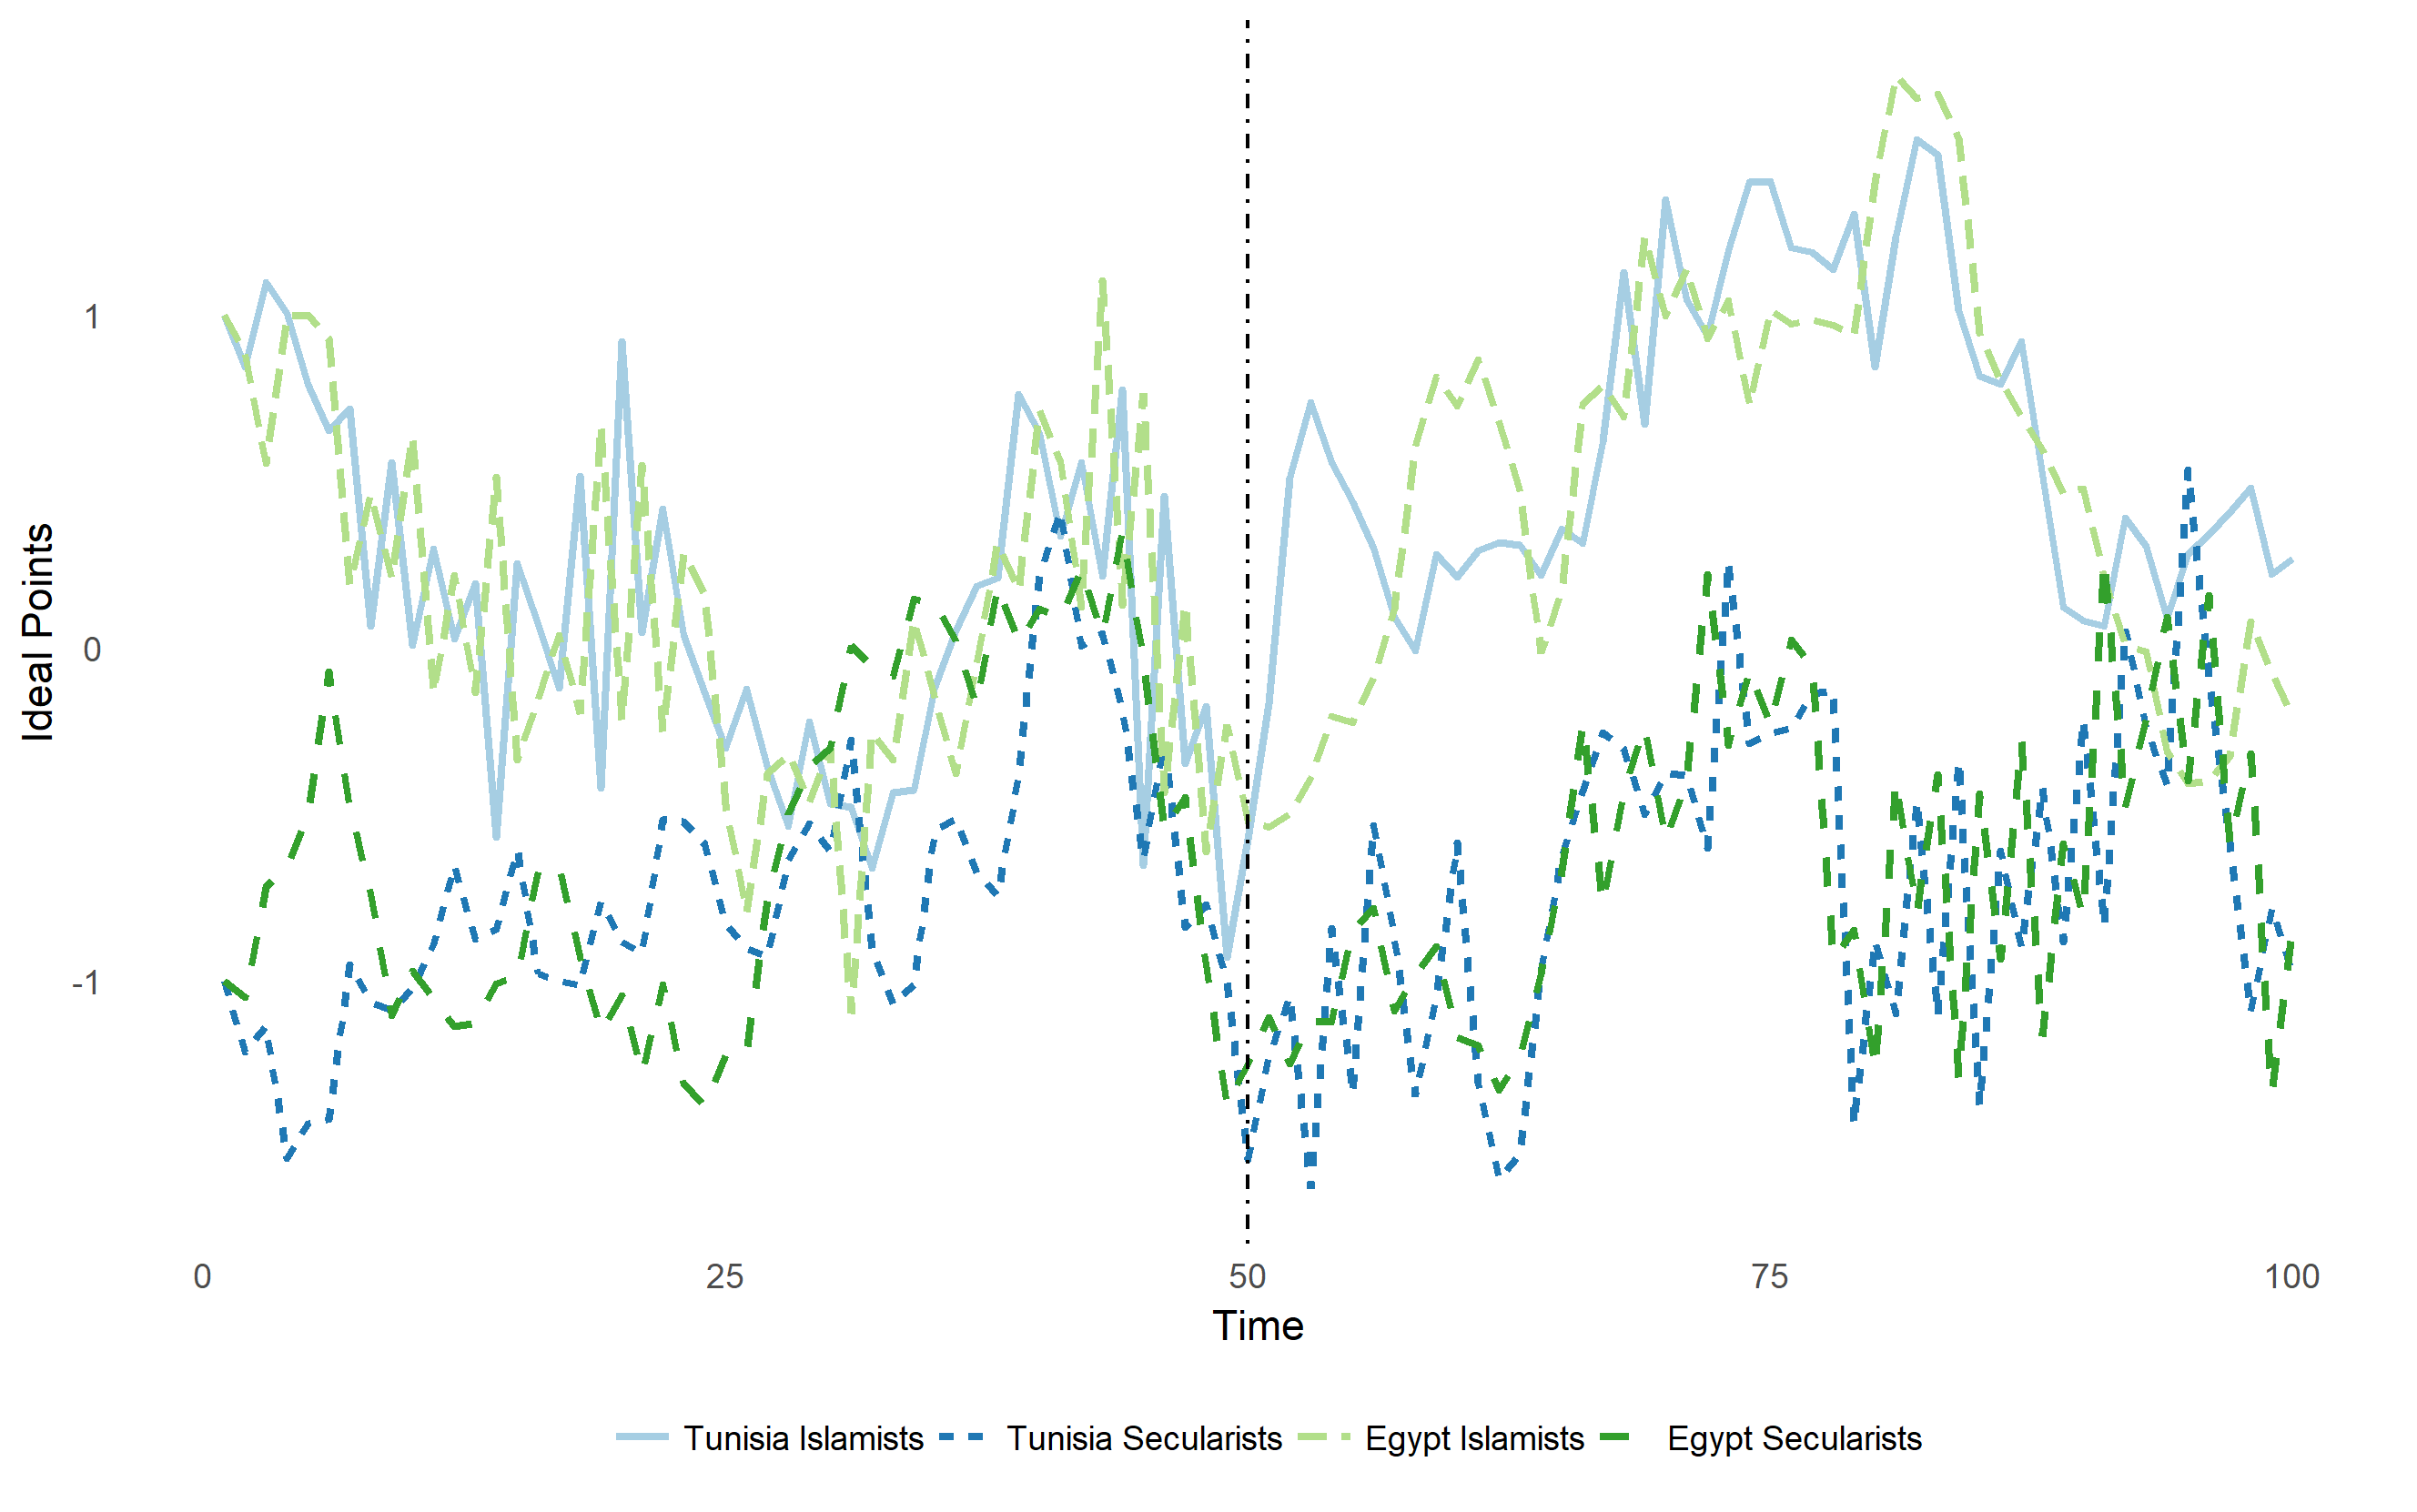 Ideal Points
1
0
-1
0 25 50 75 100
Time
Tunisia Islamists Tunisia Secularists Egypt Islamists Egypt Secularists